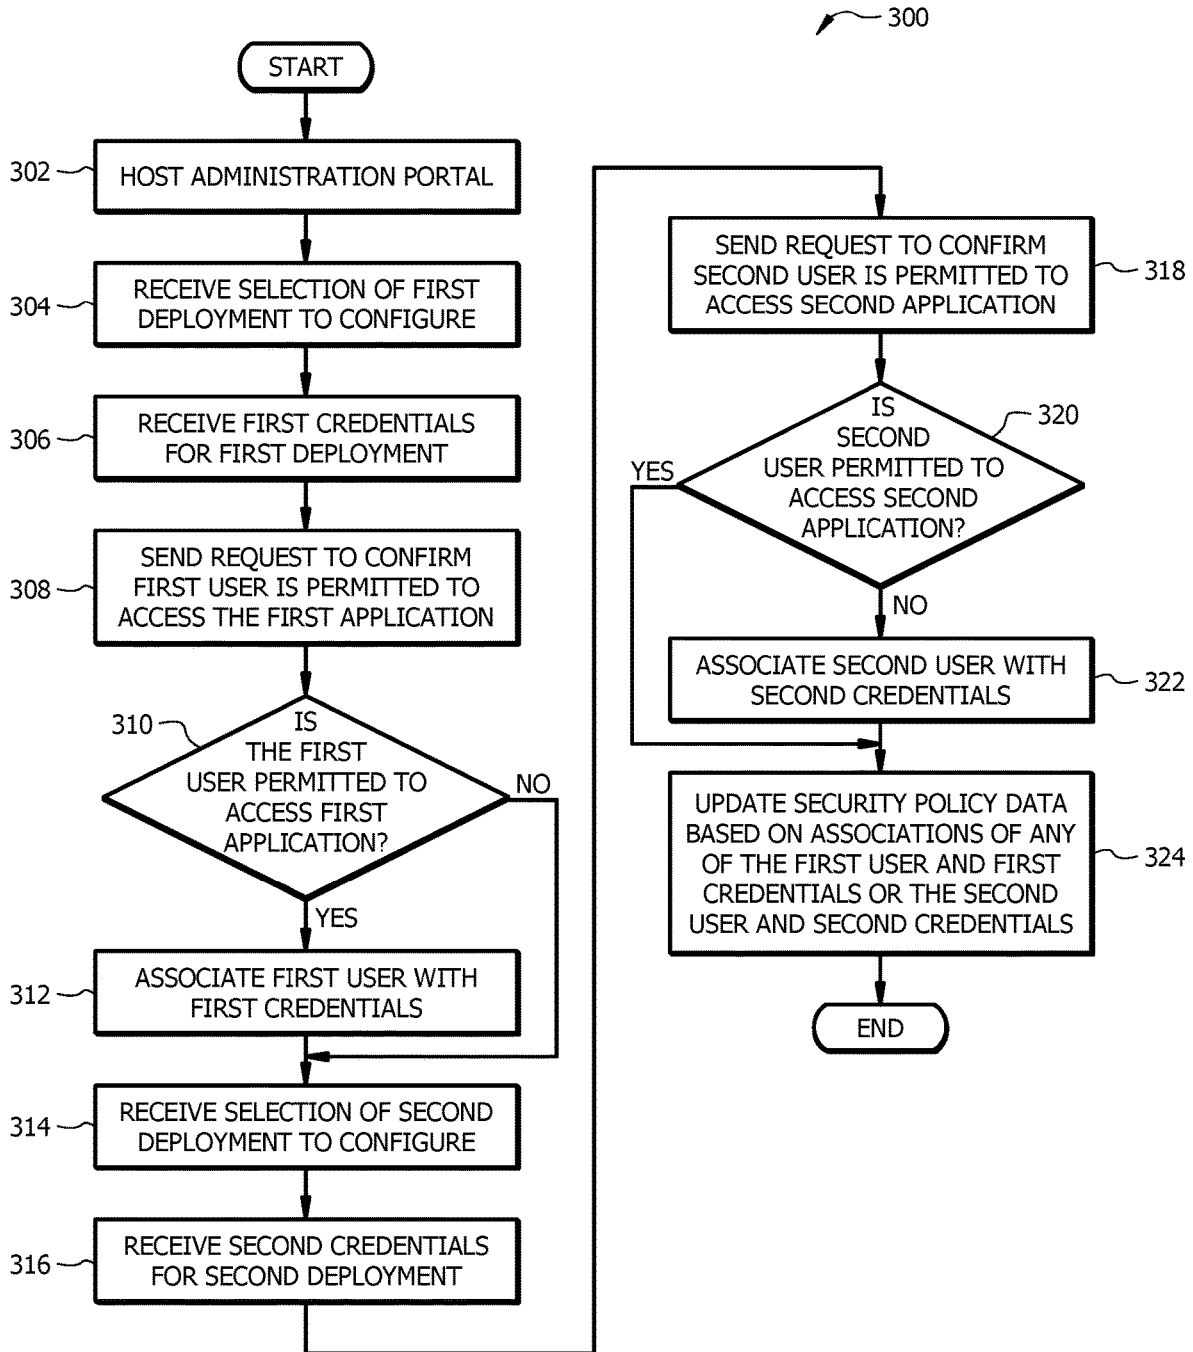 300
START
302
HOST ADMINISTRATION PORTAL
304
RECEIVE SELECTION OF FIRST
DEPLOYMENT TO CONFIGURE
306
RECEIVE FIRST CREDENTIALS
FOR FIRST DEPLOYMENT
308
SEND REQUEST TO CONFIRM
FIRST USER IS PERMITTED TO
ACCESS THE FIRST APPLICATION
310
IS
THE FIRST
USER PERMITTED TO
ACCESS FIRST
APPLICATION?
NO
YES
312
ASSOCIATE FIRST USER WITH
FIRST CREDENTIALS
314
RECEIVE SELECTION OF SECOND
DEPLOYMENT TO CONFIGURE
316
RECEIVE SECOND CREDENTIALS
FOR SECOND DEPLOYMENT
SEND REQUEST TO CONFIRM
SECOND USER IS PERMITTED TO
ACCESS SECOND APPLICATION
318
IS
SECOND
USER PERMITTED TO
ACCESS SECOND
APPLICATION?
320
YES
NO
ASSOCIATE SECOND USER WITH
SECOND CREDENTIALS
322
UPDATE SECURITY POLICY DATA
BASED ON ASSOCIATIONS OF ANY
OF THE FIRST USER AND FIRST
CREDENTIALS OR THE SECOND
USER AND SECOND CREDENTIALS
324
END